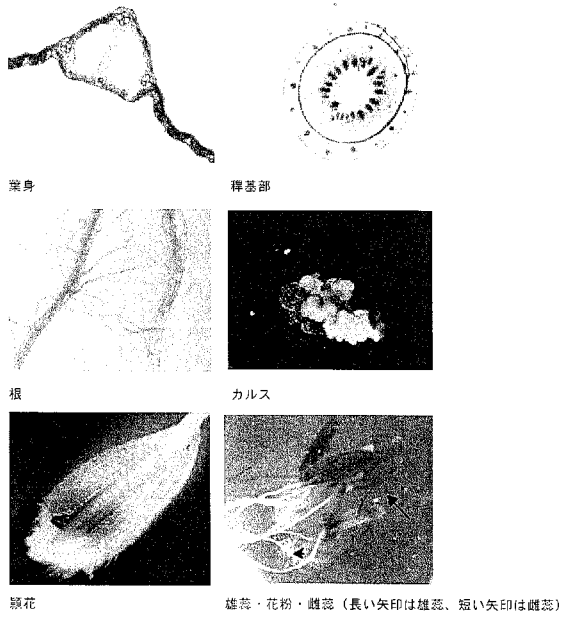 葉身
稈基部
根
カルス
穎花
雄蕊・花粉・雌蕊（長い矢印は雄蕊、短い矢印は雌蕊）